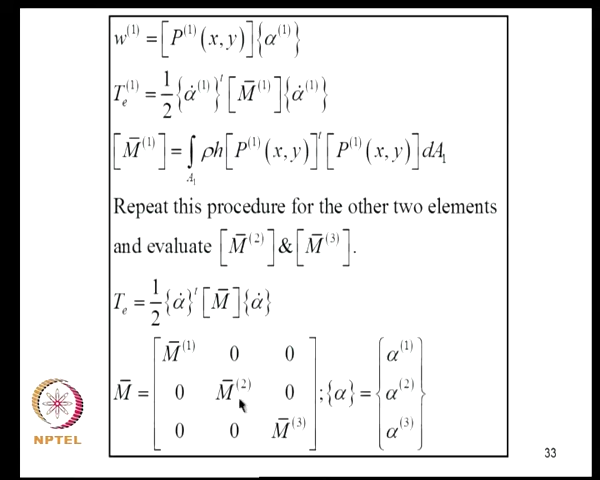 w^{(1)} = [P^{(1)}(x, y)]{α^{(1)}}
T_e^{(1)} = \frac{1}{2}{α̇^{(1)}}^t [M̄^{(1)}]{α̇^{(1)}}
[M̄^{(1)}] = ∫_{A_1} ρh[P^{(1)}(x, y)]^t [P^{(1)}(x, y)]dA_1
Repeat this procedure for the other two elements
and evaluate [M̄^{(2)}] & [M̄^{(3)}].
T_e = \frac{1}{2}{α̇}^t [M̄]{α̇}
M̄ = [M̄^{(1)} 0 0; 0 M̄^{(2)} 0; 0 0 M̄^{(3)}]; {α} = {α^{(1)} α^{(2)} α^{(3)}}
NPTEL
33